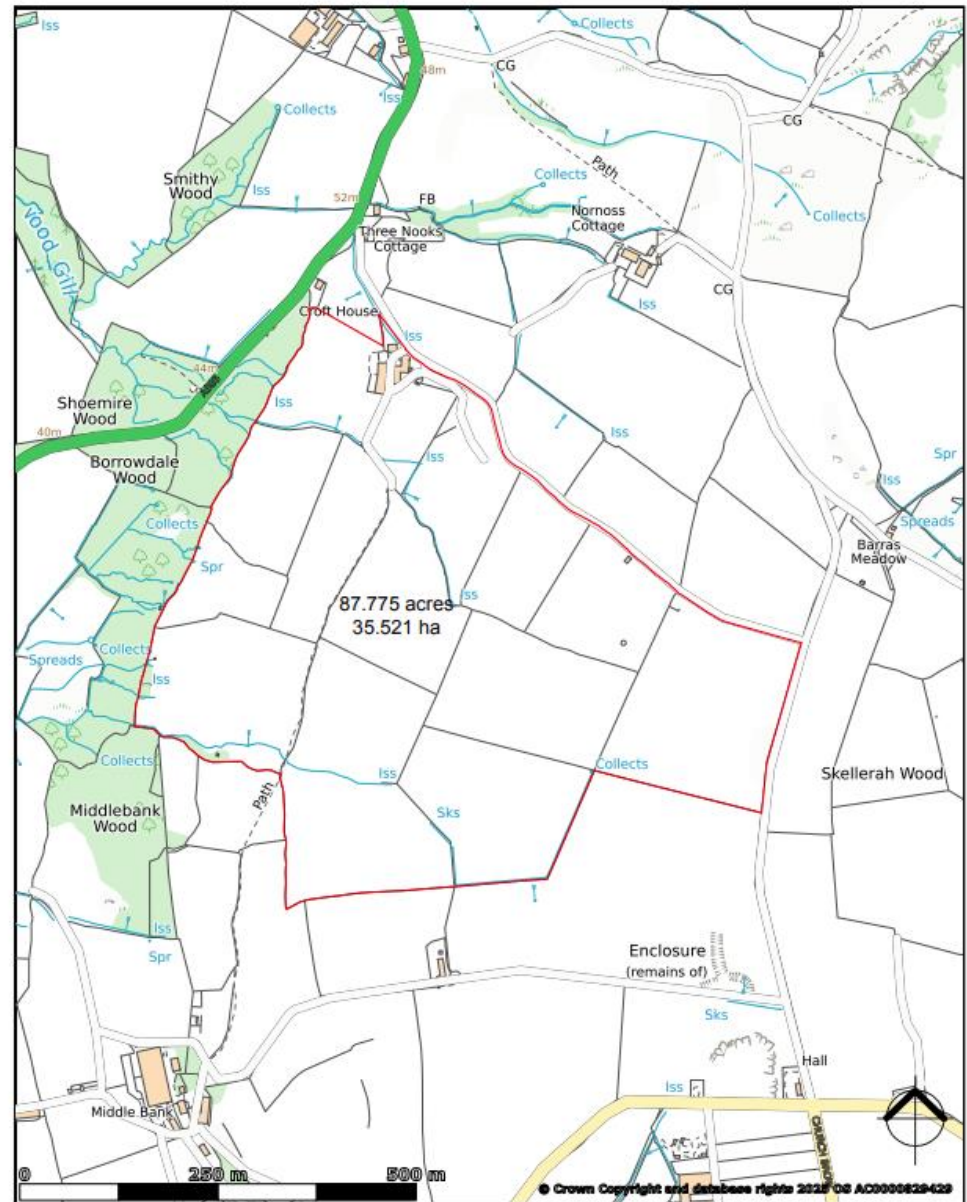 Iss
Collects
CG
48m
Iss
CG
Collects
Path
Smithy
Wood
Iss
Collects
52m
FB
Nornoss
Cottage
Collects
Three Nooks
Cottage
Wood Gill
CG
Iss
Croft House
Iss
44m
A595
Iss
Shoemire
Wood
40m
Iss
Spr
Borrowdale
Wood
Iss
Iss
Collects
Spreads
Barras
Meadow
Spr
Iss
87.775 acres
35.521 ha
Collects
Spreads
Iss
Collects
Collects
Iss
Skellerah Wood
Path
Middlebank
Wood
Sks
Iss
Spr
Enclosure
(remains of)
Sks
Hall
Iss
Middle Bank
0
250 m
500 m
© Crown Copyright and database rights 2025 OS AC0000829429